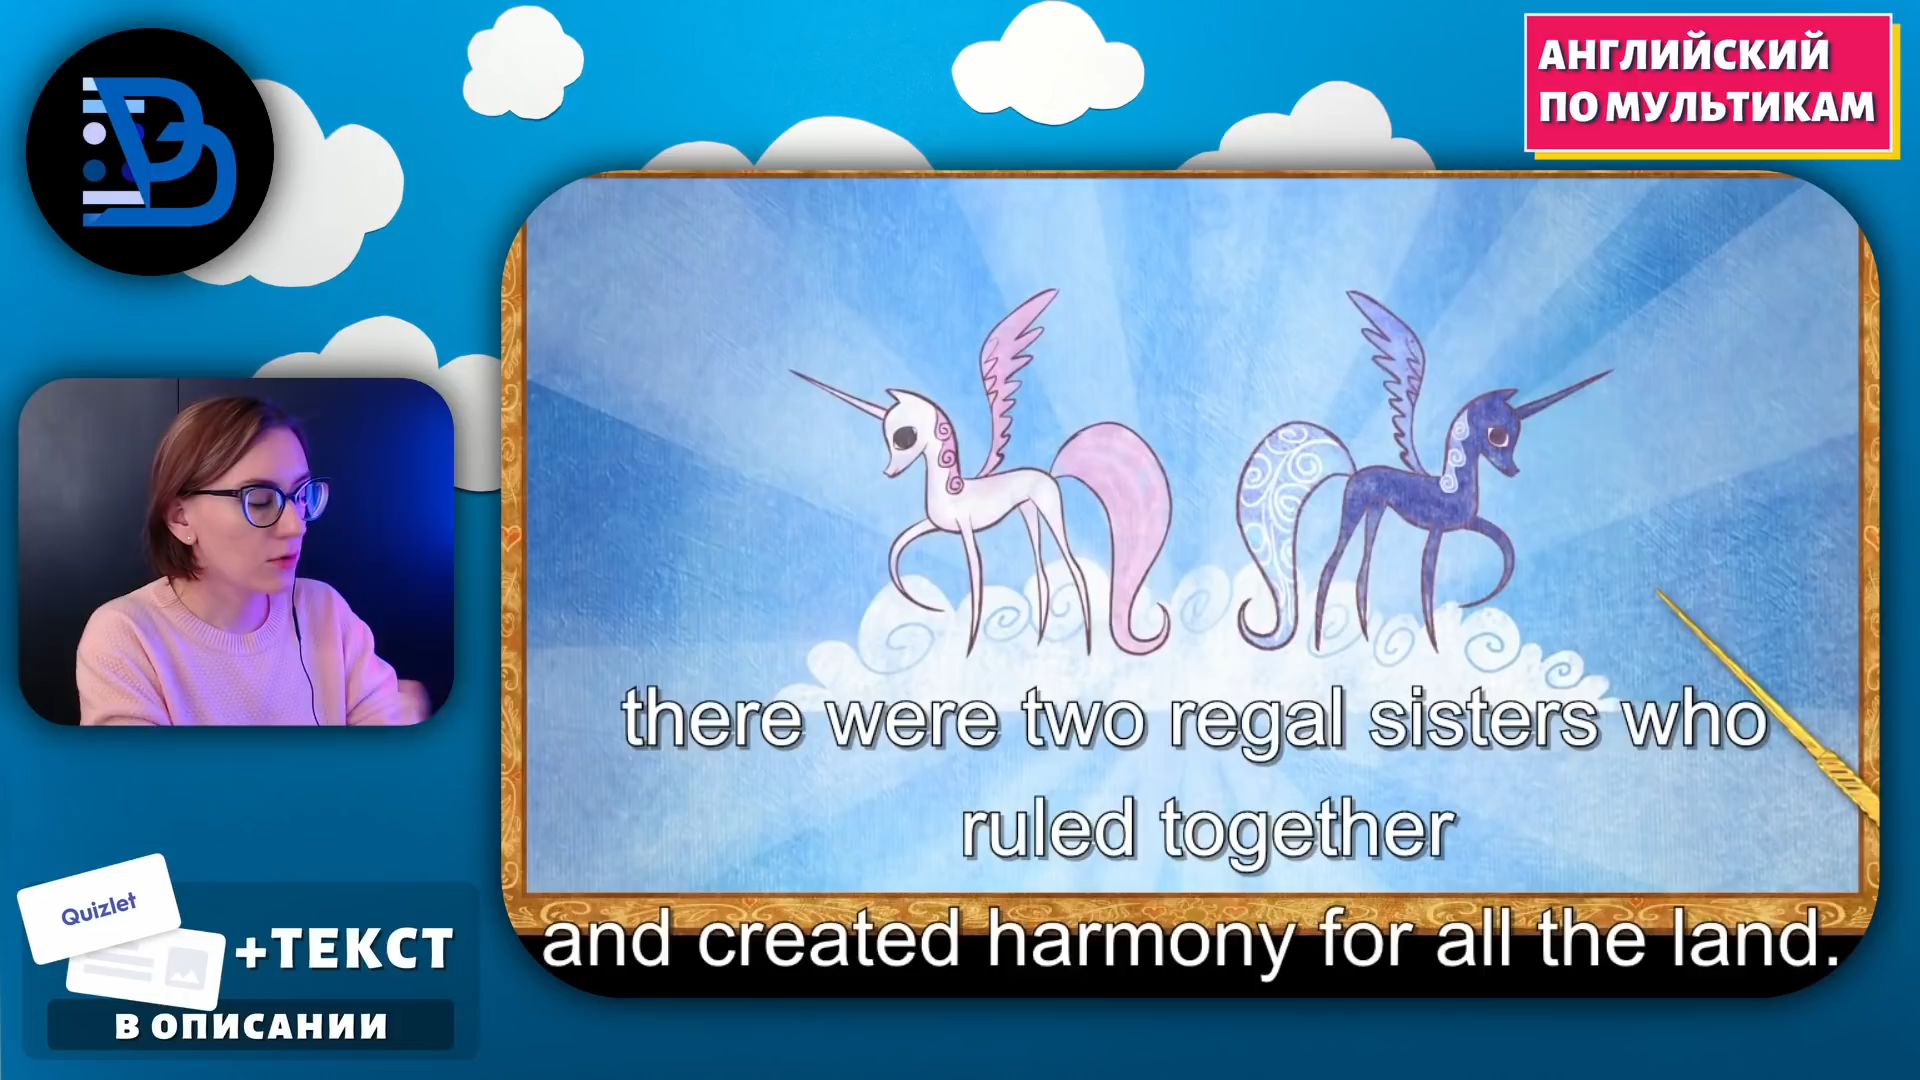 АНГЛИЙСКИЙ
ПО МУЛЬТИКАМ
there were two regal sisters who
ruled together
and created harmony for all the land.
Quizlet
+ТЕКСТ
В ОПИСАНИИ